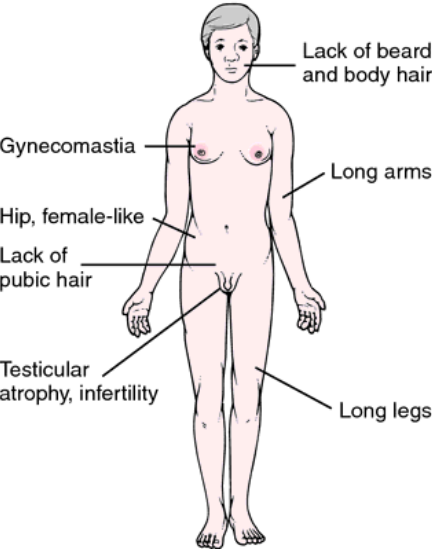 Lack of beard
and body hair
Gynecomastia
Long arms
Hip, female-like
Lack of
pubic hair
Testicular
atrophy, infertility
Long legs